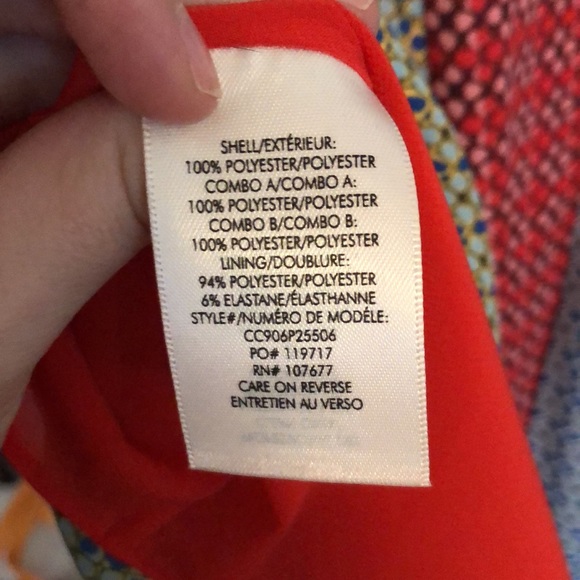 SHELL/EXTÉRIEUR:
100% POLYESTER/POLYESTER
COMBO A/COMBO A:
100% POLYESTER/POLYESTER
COMBO B/COMBO B:
100% POLYESTER/POLYESTER
LINING/DOUBLURE:
94% POLYESTER/POLYESTER
6% ELASTANE/ÉLASTHANNE
STYLE#/NUMÉRO DE MODÉLE:
CC906P25506
PO# 119717
RN# 107677
CARE ON REVERSE
ENTRETIEN AU VERSO